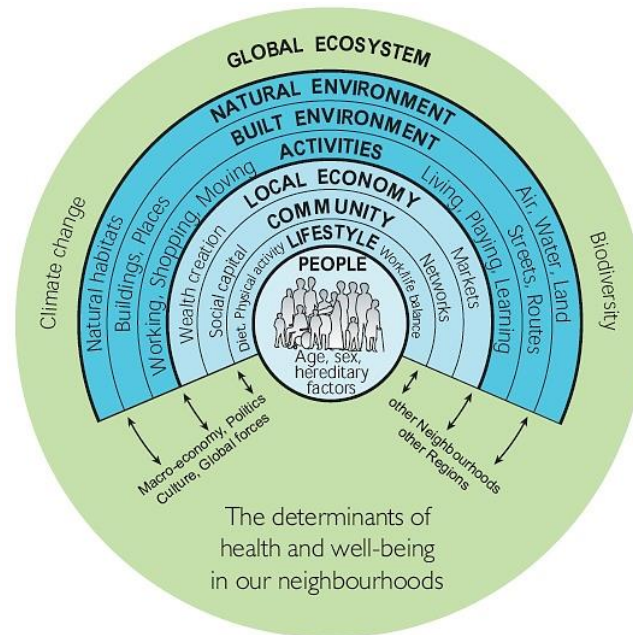 GLOBAL ECOSYSTEM
NATURAL ENVIRONMENT
BUILT ENVIRONMENT
ACTIVITIES
LOCAL ECONOMY
COMMUNITY
LIFESTYLE
PEOPLE
Age, sex,
hereditary
factors
Climate change
Natural habitats
Buildings, Places
Working, Shopping, Moving
Wealth creation
Social capital
Diet. Physical activity
Work/life balance
Networks
Markets
Living, Playing, Learning
Streets, Routes
Air, Water, Land
Biodiversity
Macro-economy, Politics
Culture, Global forces
other Neighbourhoods
other Regions
The determinants of
health and well-being
in our neighbourhoods